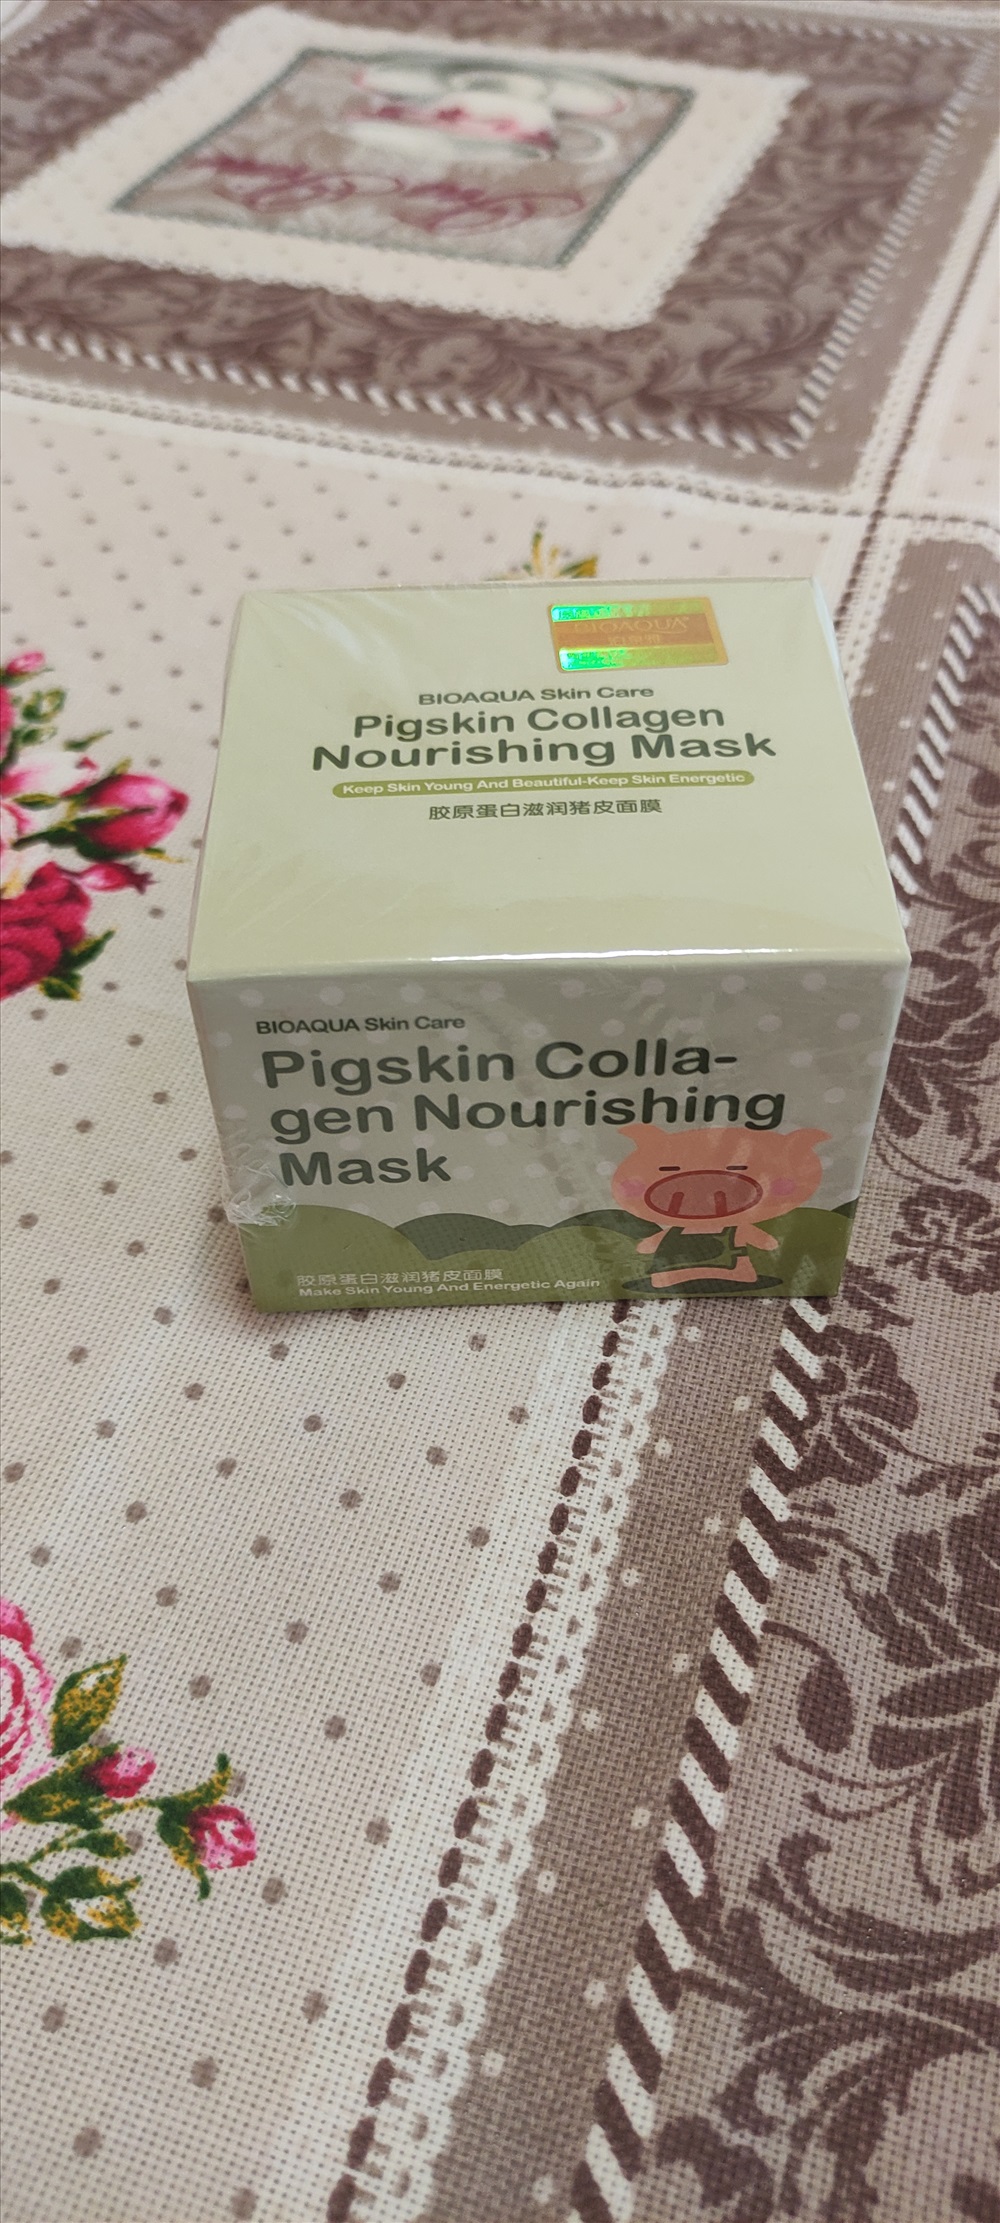 BIOAQUA
BIOAQUA Skin Care
Pigskin Collagen
Nourishing Mask
Keep Skin Young And Beautiful-Keep Skin Energetic
胶原蛋白滋润猪皮面膜
BIOAQUA Skin Care
Pigskin Colla-
gen Nourishing
Mask
胶原蛋白滋润猪皮面膜
Make Skin Young And Energetic Again